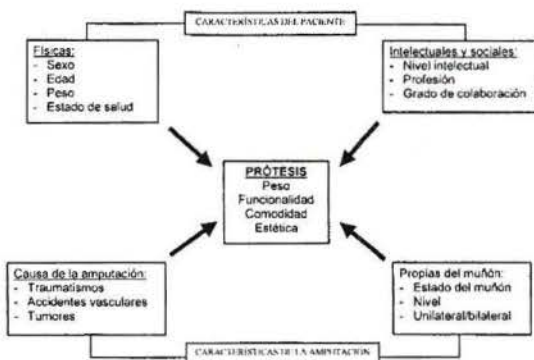 CARACTERÍSTICAS DEL PACIENTE
Físicas:
- Sexo
- Edad
- Peso
- Estado de salud
Intelectuales y sociales:
- Nivel intelectual
- Profesión
- Grado de colaboración
PRÓTESIS
Peso
Funcionalidad
Comodidad
Estética
Causa de la amputación:
- Traumatismos
- Accidentes vasculares
- Tumores
Propias del muñón:
- Estado del muñón
- Nivel
- Unilateral/bilateral
CARACTERÍSTICAS DE LA AMPUTACIÓN